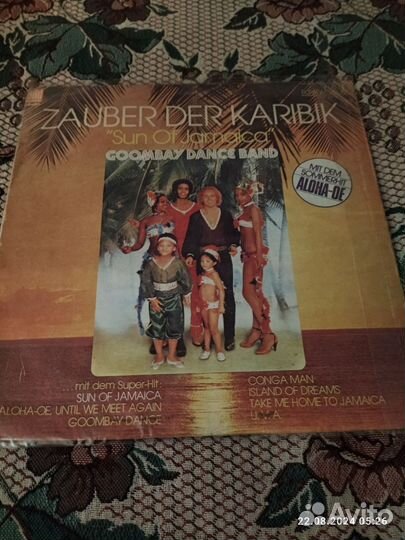 ZAUBER DER KARIBIK
"Sun Of Jamaica"
GOOMBAY DANCE BAND
MIT DEM
SOMMERHIT
ALOHA-OE
... mit dem Super-Hit:
SUN OF JAMAICA
ALOHA-OE, UNTIL WE MEET AGAIN
GOOMBAY DANCE
CONGA MAN
ISLAND OF DREAMS
TAKE ME HOME TO JAMAICA
U.V.A.
Avito
22.08.2024 05:26